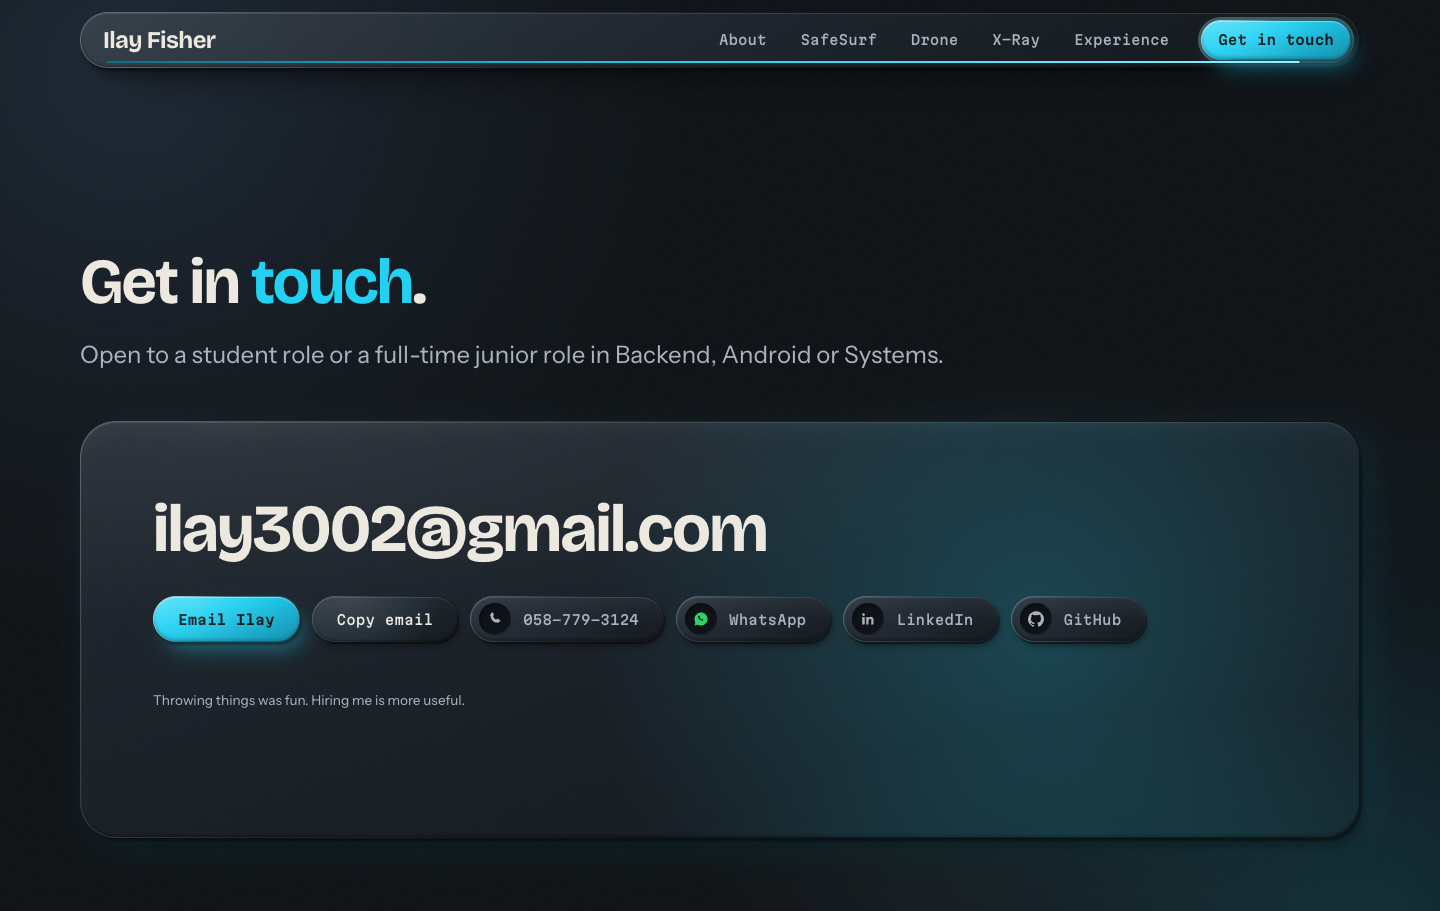 Ilay Fisher
About SafeSurf Drone X-Ray Experience Get in touch
Get in touch.
Open to a student role or a full-time junior role in Backend, Android or Systems.
ilay3002@gmail.com
Email Ilay Copy email 058-779-3124 WhatsApp LinkedIn GitHub
Throwing things was fun. Hiring me is more useful.